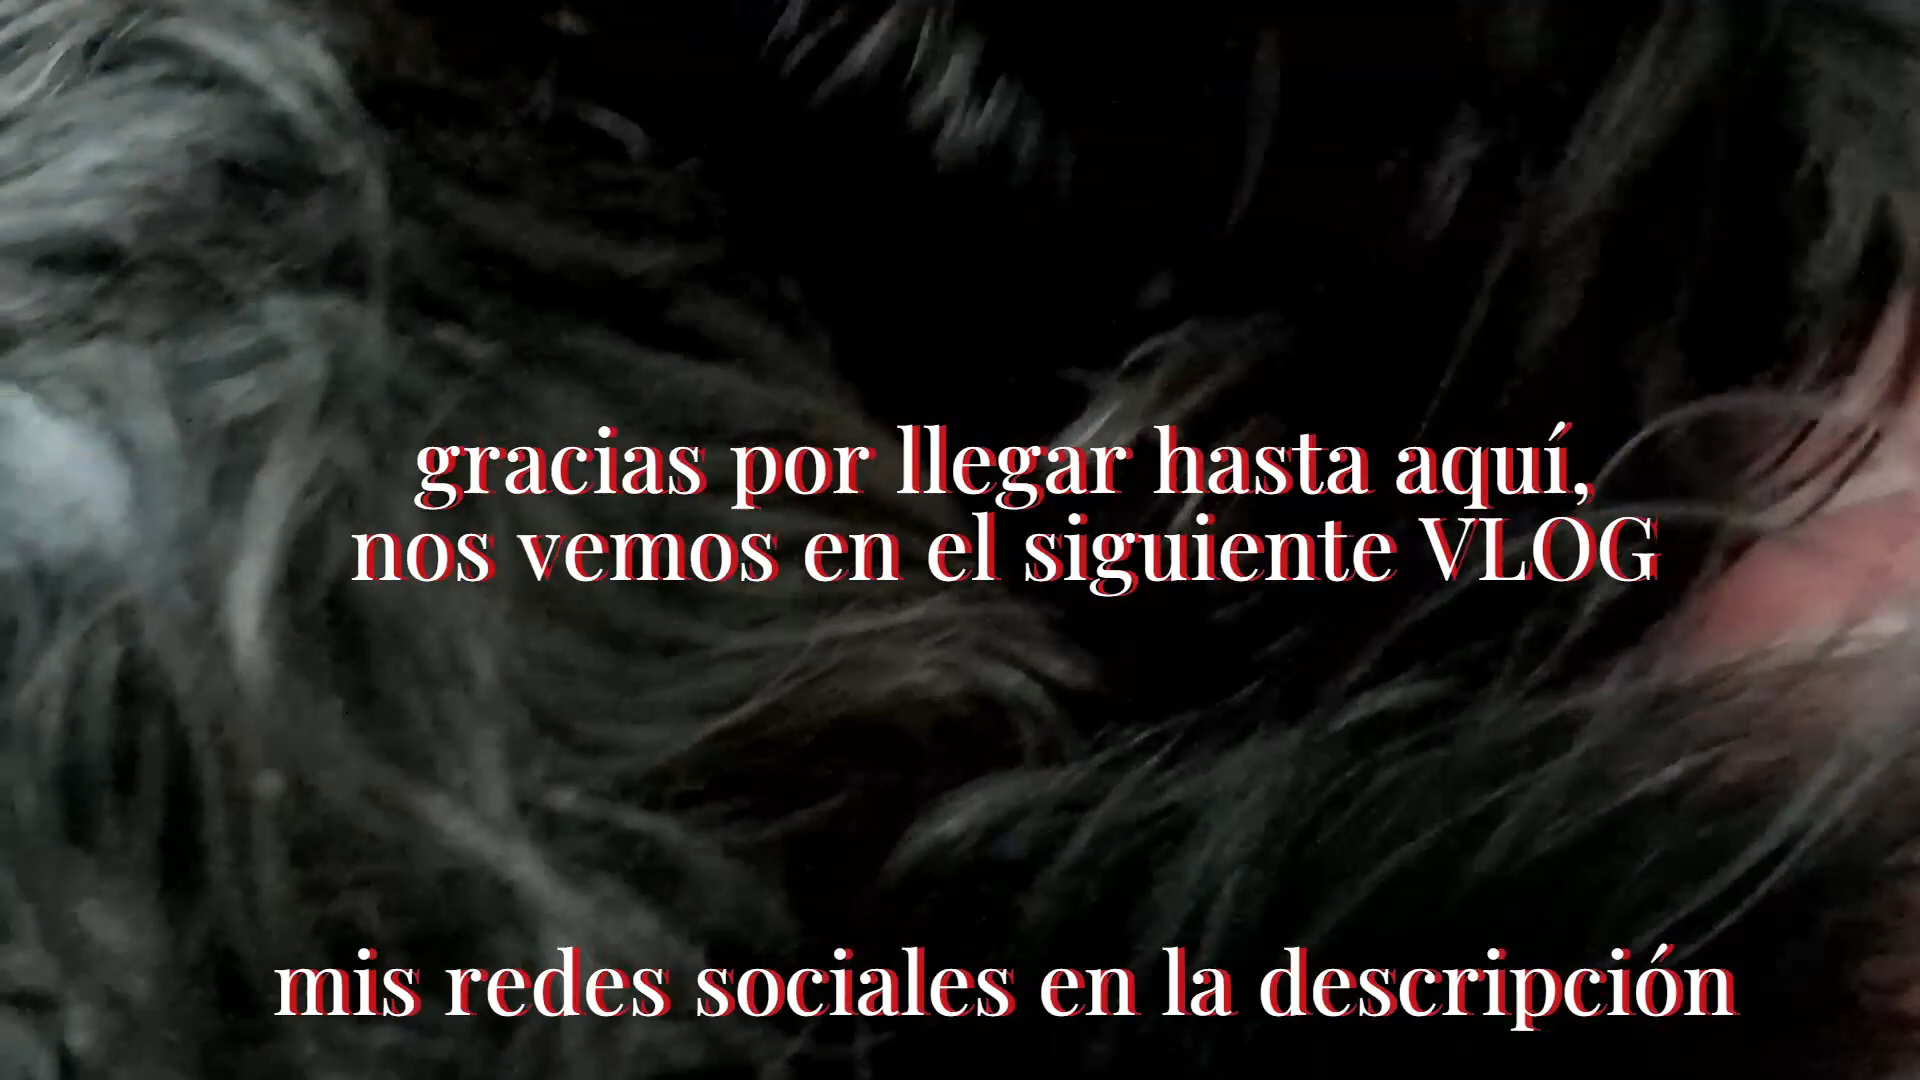 gracias por llegar hasta aquí,
nos vemos en el siguiente VLOG
mis redes sociales en la descripción